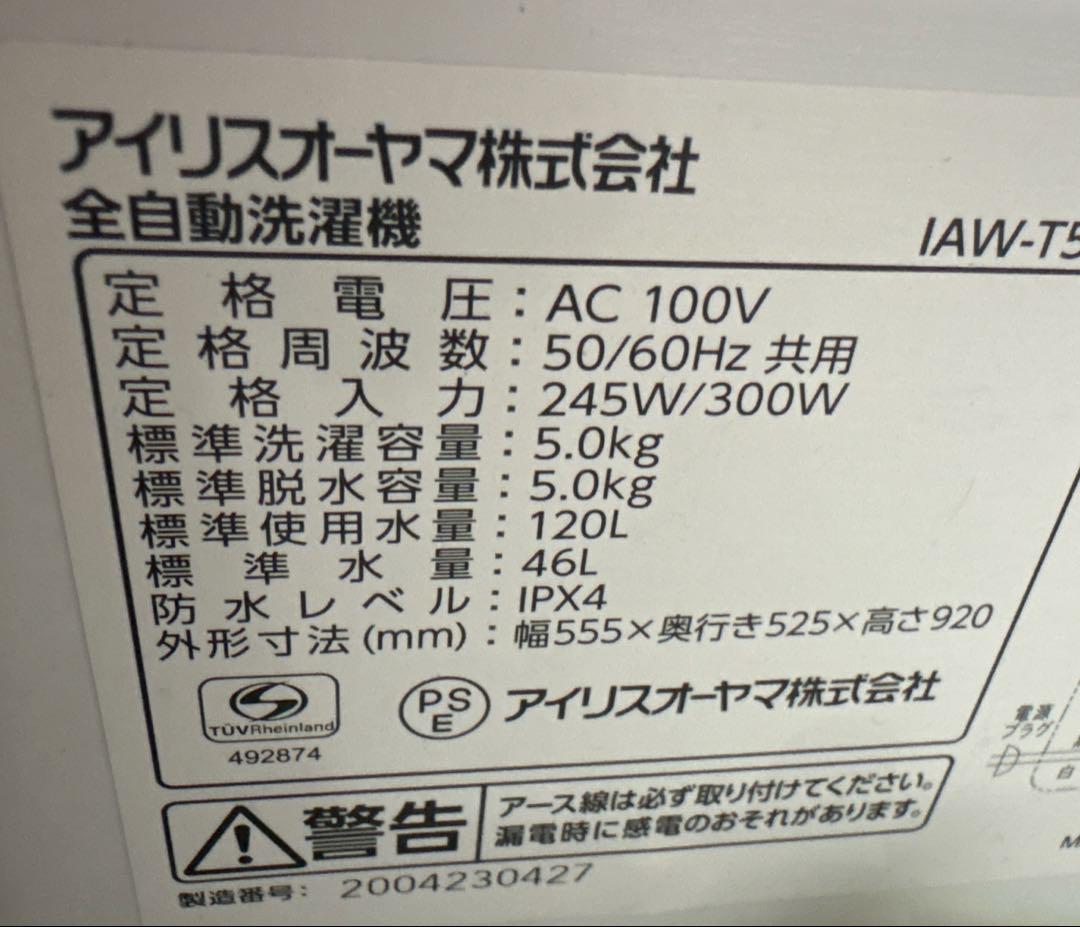 アイリスオーヤマ株式会社
全自動洗濯機
IAW-T5
定格電圧：AC 100V
定格周波数：50/60Hz 共用
定格入力：245W/300W
標準洗濯容量：5.0kg
標準脱水容量：5.0kg
標準使用水量：120L
標準水量：46L
防水レベル：IPX4
外形寸法(mm)：幅555×奥行き525×高さ920
TÜVRheinland
492874
PS
E
アイリスオーヤマ株式会社
電源
プラグ
白
警告
アース線は必ず取り付けてください。
漏電時に感電のおそれがあります。
製造番号：2004230427